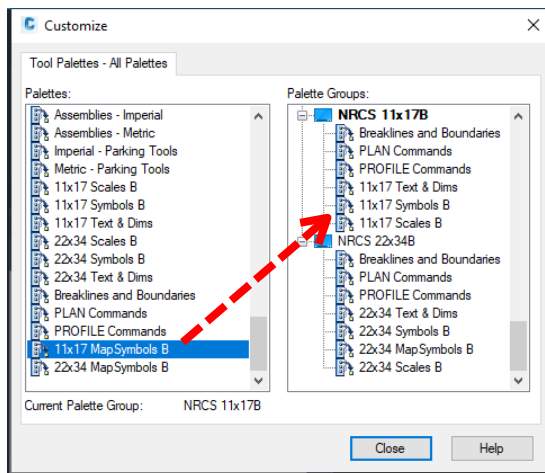 Customize
Tool Palettes - All Palettes
Palettes:
Assemblies - Imperial
Assemblies - Metric
Imperial - Parking Tools
Metric - Parking Tools
11x17 Scales B
11x17 Symbols B
11x17 Text & Dims
22x34 Scales B
22x34 Symbols B
22x34 Text & Dims
Breaklines and Boundaries
PLAN Commands
PROFILE Commands
11x17 MapSymbols B
22x34 MapSymbols B
Palette Groups:
NRCS 11x17B
Breaklines and Boundaries
PLAN Commands
PROFILE Commands
11x17 Text & Dims
11x17 Symbols B
11x17 Scales B
NRCS 22x34B
Breaklines and Boundaries
PLAN Commands
PROFILE Commands
22x34 Text & Dims
22x34 Symbols B
22x34 MapSymbols B
22x34 Scales B
Current Palette Group: NRCS 11x17B
Close
Help